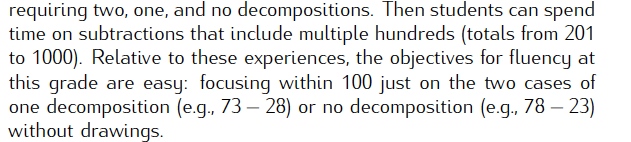 requiring two, one, and no decompositions. Then students can spend
time on subtractions that include multiple hundreds (totals from 201
to 1000). Relative to these experiences, the objectives for fluency at
this grade are easy: focusing within 100 just on the two cases of
one decomposition (e.g., 73 – 28) or no decomposition (e.g., 78 – 23)
without drawings.